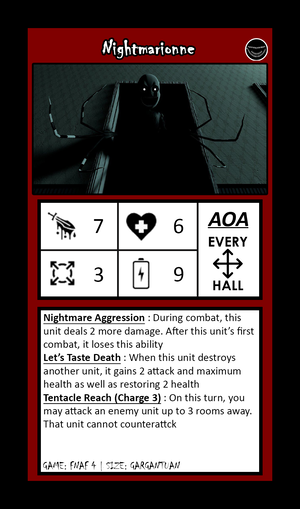 Nightmarionne
7
6
AOA
EVERY
HALL
3
9
Nightmare Aggression : During combat, this
unit deals 2 more damage. After this unit's first
combat, it loses this ability
Let's Taste Death : When this unit destroys
another unit, it gains 2 attack and maximum
health as well as restoring 2 health
Tentacle Reach (Charge 3) : On this turn, you
may attack an enemy unit up to 3 rooms away.
That unit cannot counterattck
GAME: FNAF 4 | SIZE: GARGANTUAN